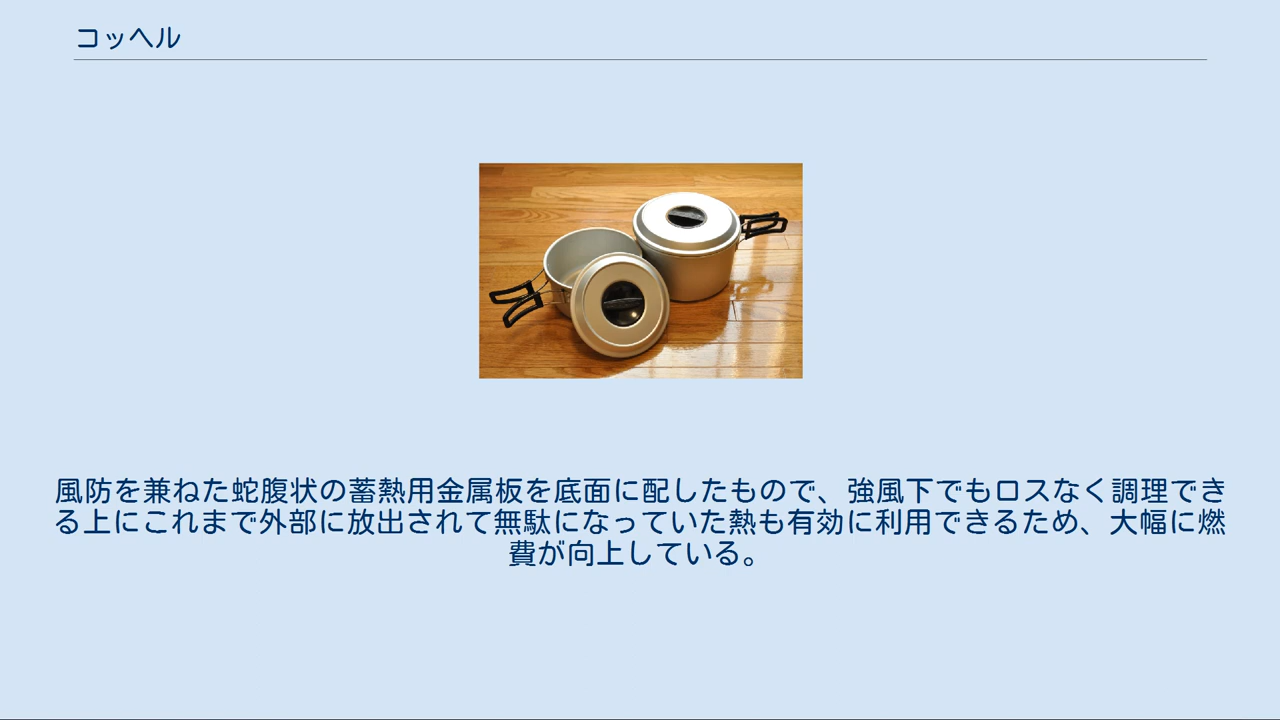 コッヘル
風防を兼ねた蛇腹状の蓄熱用金属板を底面に配したもので、強風下でもロスなく調理でき
る上にこれまで外部に放出されて無駄になっていた熱も有効に利用できるため、大幅に燃
費が向上している。